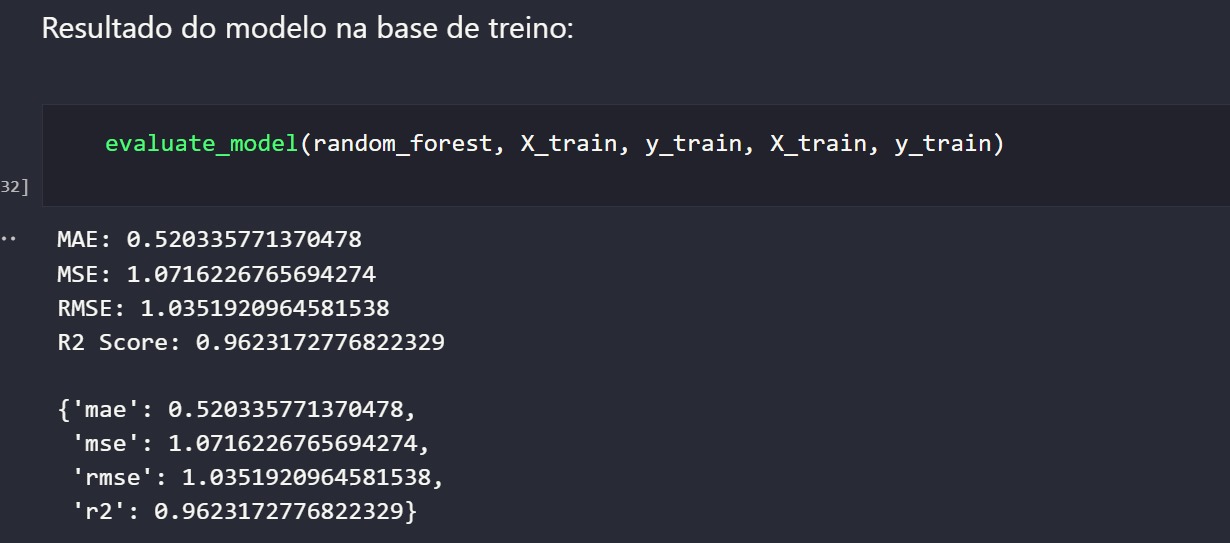 Resultado do modelo na base de treino:
evaluate_model(random_forest, X_train, y_train, X_train, y_train)
32]
MAE: 0.520335771370478
MSE: 1.0716226765694274
RMSE: 1.0351920964581538
R2 Score: 0.9623172776822329
{'mae': 0.520335771370478,
'mse': 1.0716226765694274,
'rmse': 1.0351920964581538,
'r2': 0.9623172776822329}